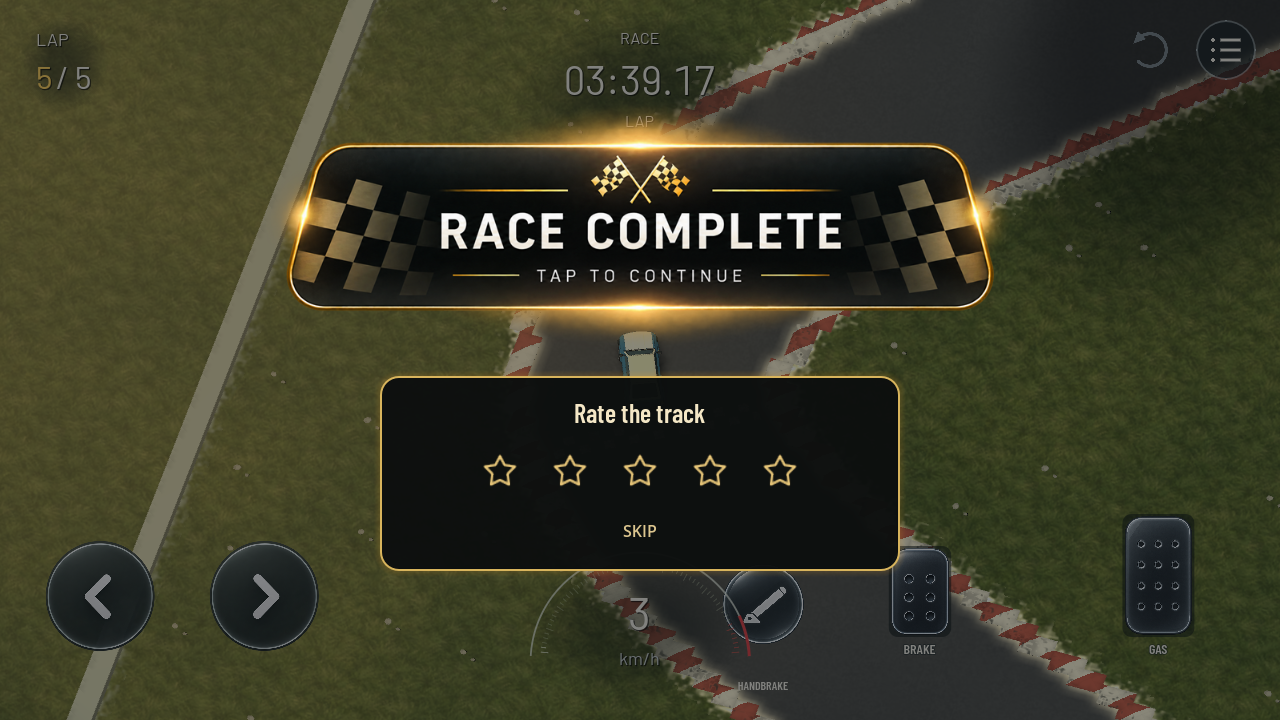 LAP
5/ 5
RACE
03:39.17
LAP
RACE COMPLETE
TAP TO CONTINUE
Rate the track
SKIP
3
km/h
HANDBRAKE
BRAKE
GAS